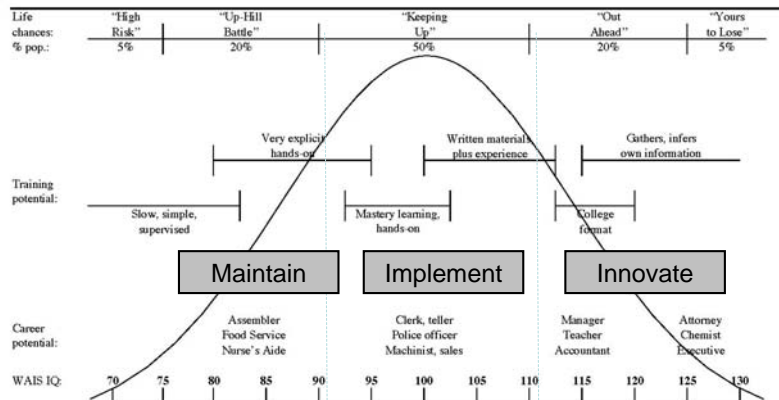 Life “High “Up-Hill “Keeping “Out “Yours
chances: Risk” Battle” Up” Ahead” to Lose”
% pop.: 5% 20% 50% 20% 5%
Very explicit Written materials, Gathers, infers
hands-on plus experience own information
Training
potential:
Slow, simple, Mastery learning, College
supervised hands-on format
Maintain Implement Innovate
Assembler Clerk, teller Manager Attorney
Career Food Service Police officer Teacher Chemist
potential: Nurse’s Aide Machinist, sales Accountant Executive
WAIS IQ: 70 75 80 85 90 95 100 105 110 115 120 125 130